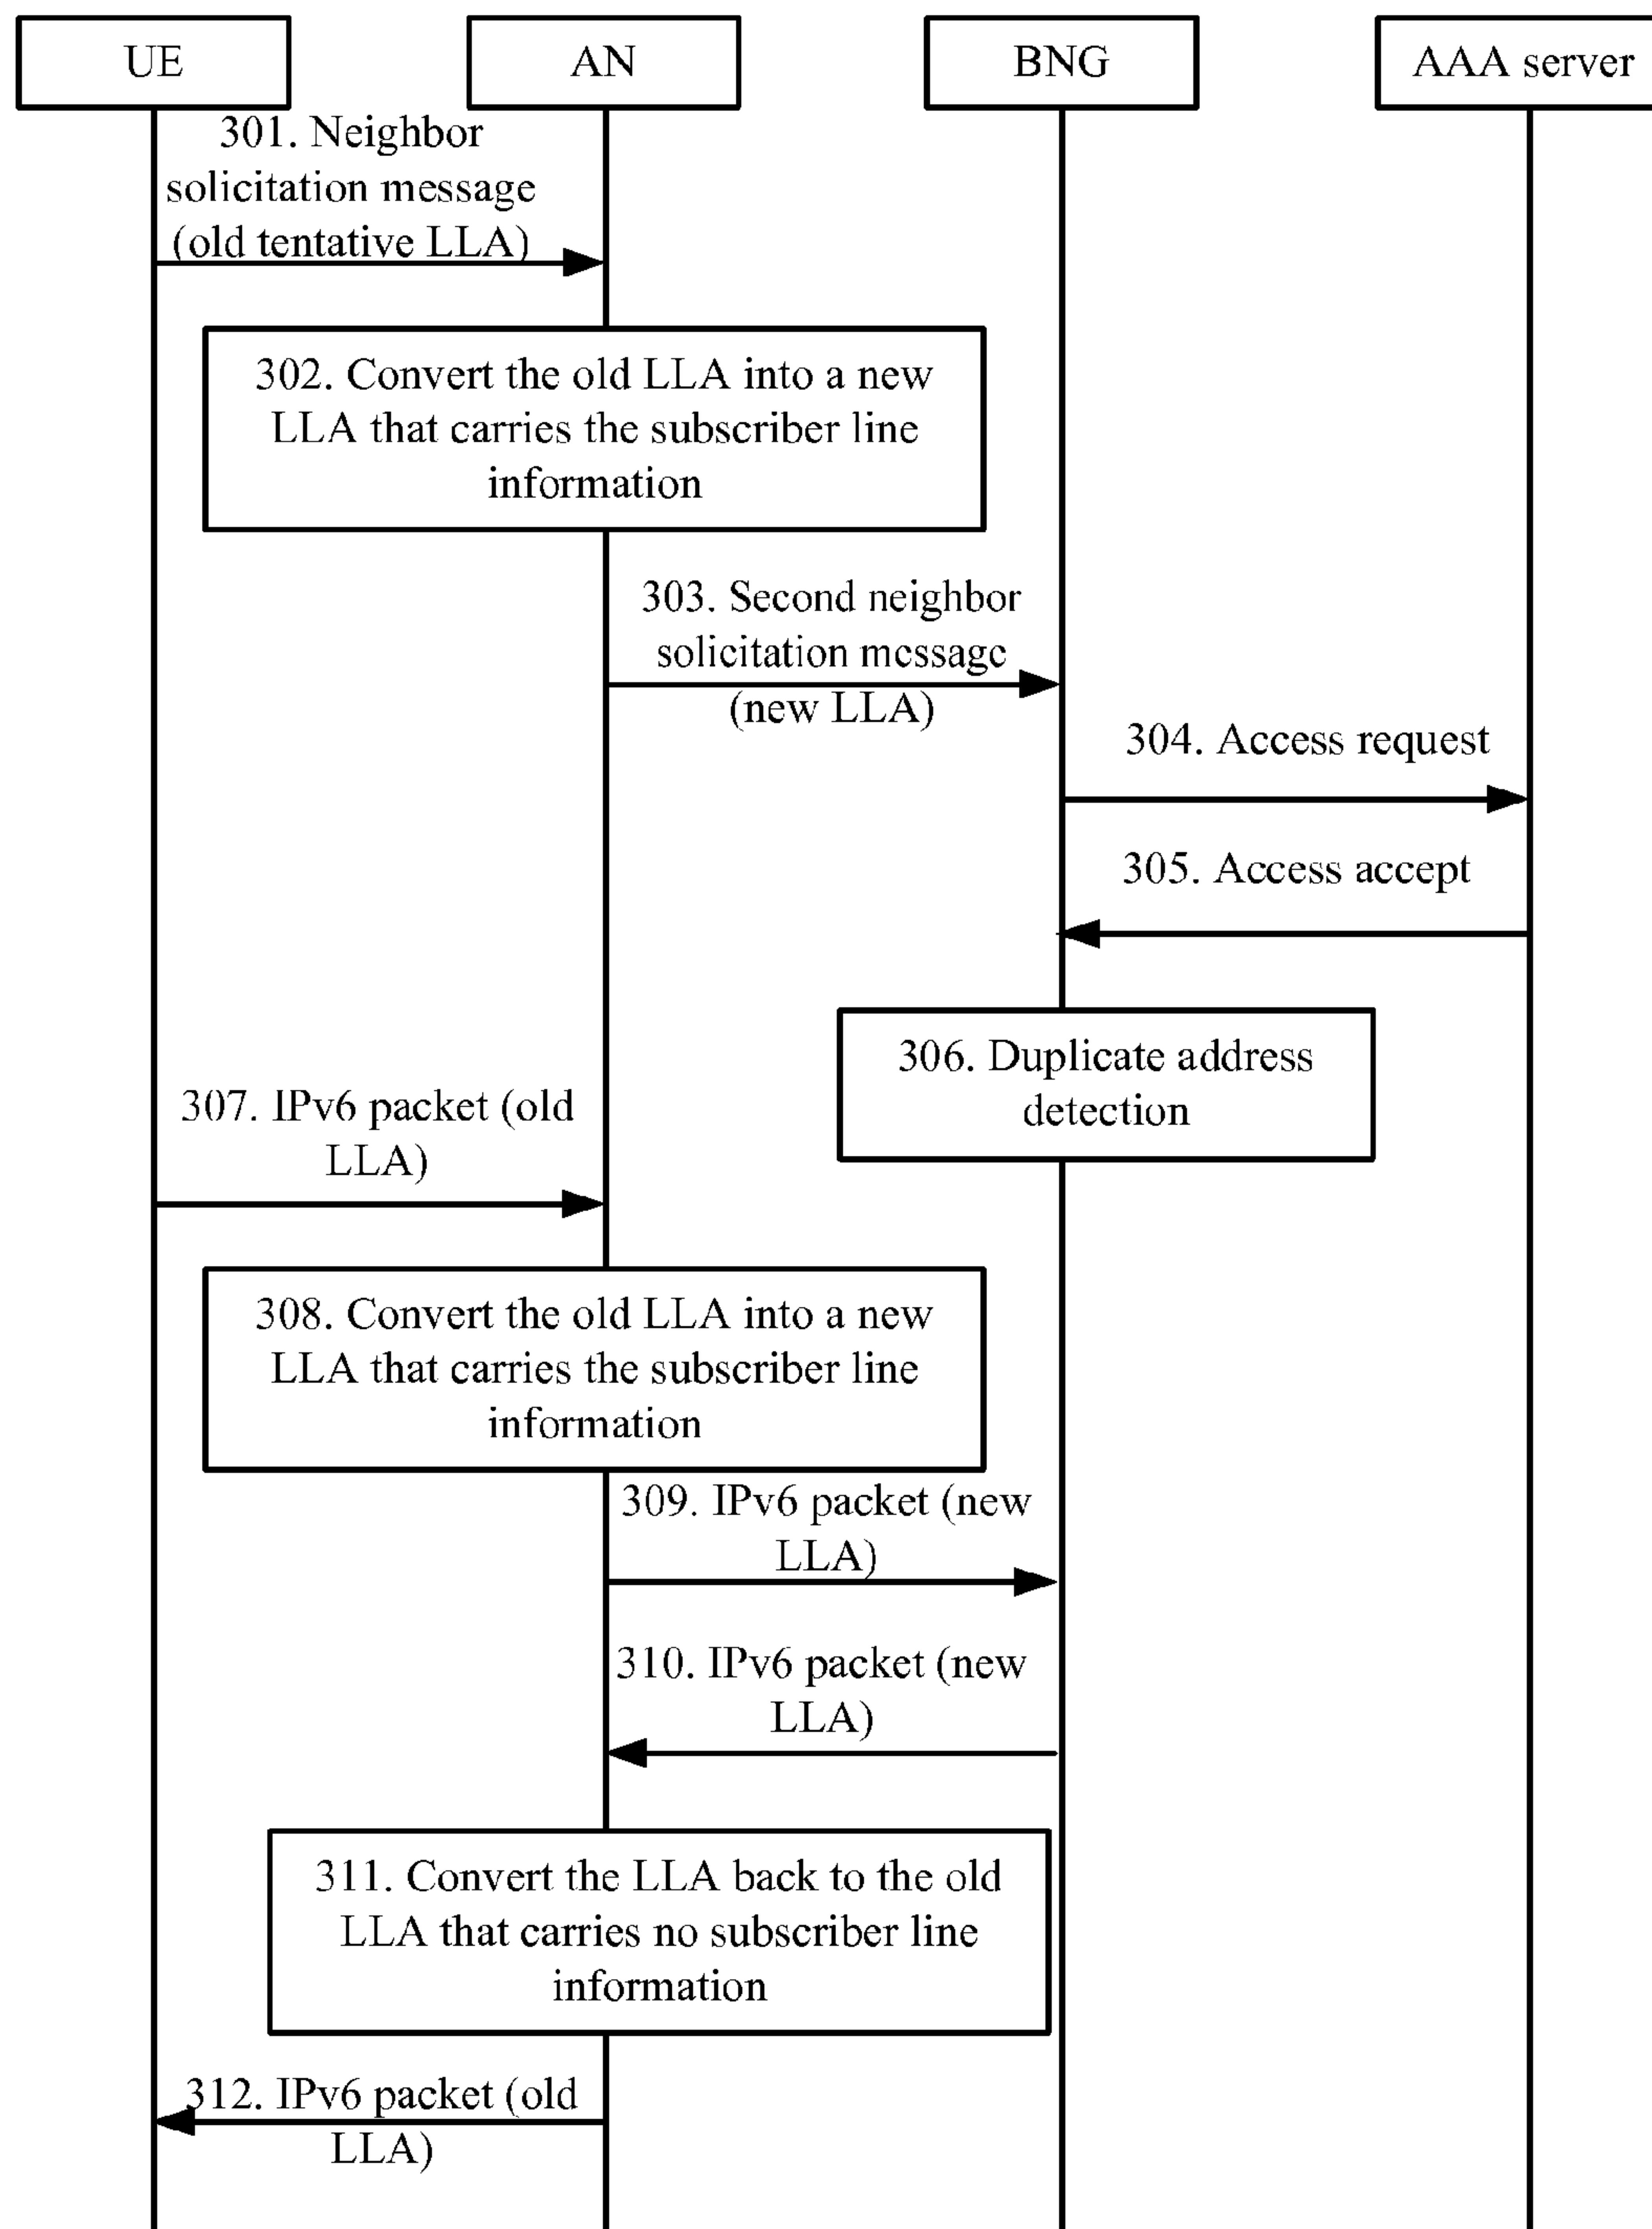 UE
AN
BNG
AAA server
301. Neighbor
solicitation message
(old tentative LLA)
302. Convert the old LLA into a new
LLA that carries the subscriber line
information
303. Second neighbor
solicitation message
(new LLA)
304. Access request
305. Access accept
306. Duplicate address
detection
307. IPv6 packet (old
LLA)
308. Convert the old LLA into a new
LLA that carries the subscriber line
information
309. IPv6 packet (new
LLA)
310. IPv6 packet (new
LLA)
311. Convert the LLA back to the old
LLA that carries no subscriber line
information
312. IPv6 packet (old
LLA)